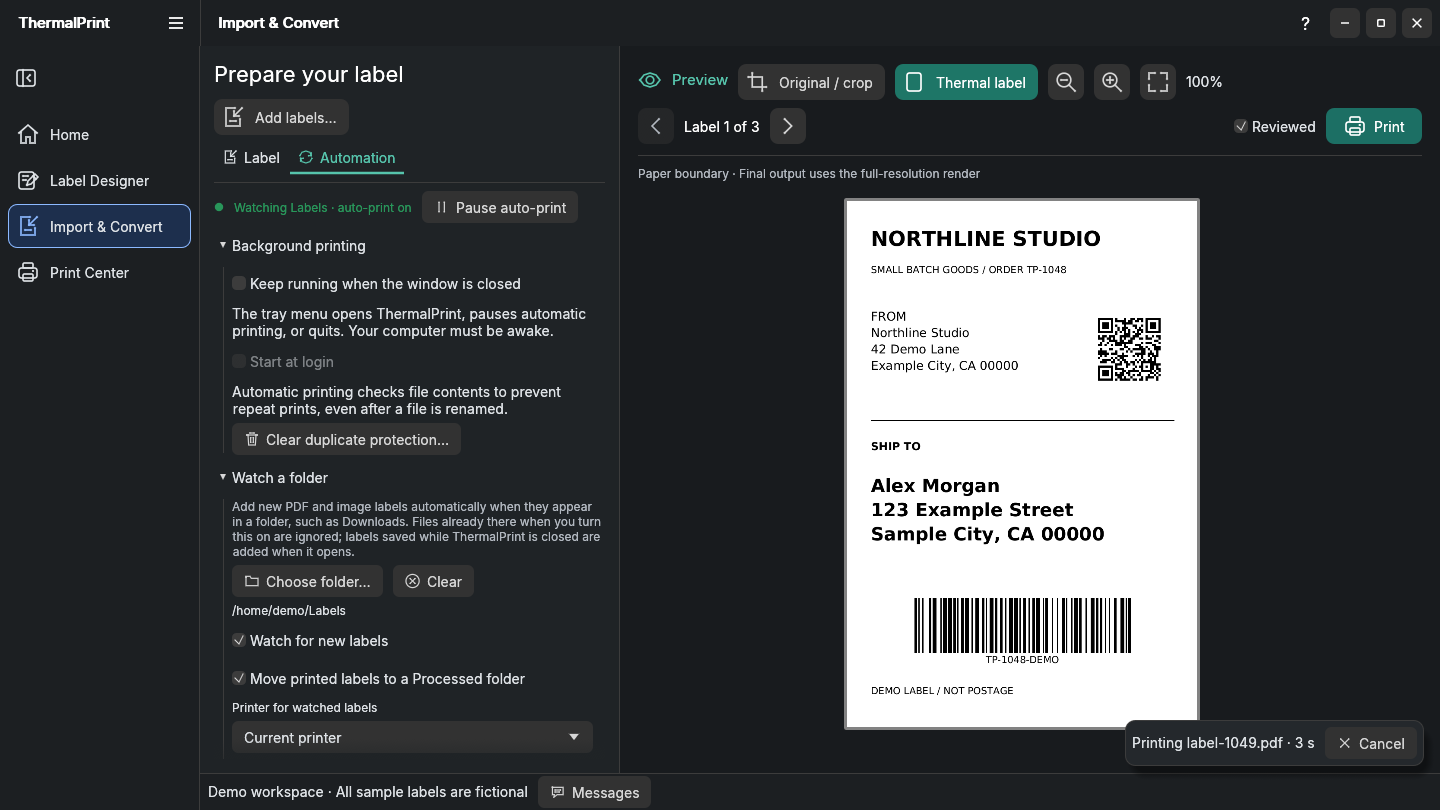 ThermalPrint
Import & Convert
?
Home
Label Designer
Import & Convert
Print Center
Prepare your label
Add labels...
Label
Automation
Watching Labels · auto-print on
Pause auto-print
Background printing
Keep running when the window is closed
The tray menu opens ThermalPrint, pauses automatic
printing, or quits. Your computer must be awake.
Start at login
Automatic printing checks file contents to prevent
repeat prints, even after a file is renamed.
Clear duplicate protection...
Watch a folder
Add new PDF and image labels automatically when they appear
in a folder, such as Downloads. Files already there when you turn
this on are ignored; labels saved while ThermalPrint is closed are
added when it opens.
Choose folder...
Clear
/home/demo/Labels
Watch for new labels
Move printed labels to a Processed folder
Printer for watched labels
Current printer
Preview
Original / crop
Thermal label
100%
Label 1 of 3
Reviewed
Print
Paper boundary · Final output uses the full-resolution render
NORTHLINE STUDIO
SMALL BATCH GOODS / ORDER TP-1048
FROM
Northline Studio
42 Demo Lane
Example City, CA 00000
SHIP TO
Alex Morgan
123 Example Street
Sample City, CA 00000
TP-1048-DEMO
DEMO LABEL / NOT POSTAGE
Printing label-1049.pdf · 3 s
Cancel
Demo workspace · All sample labels are fictional
Messages